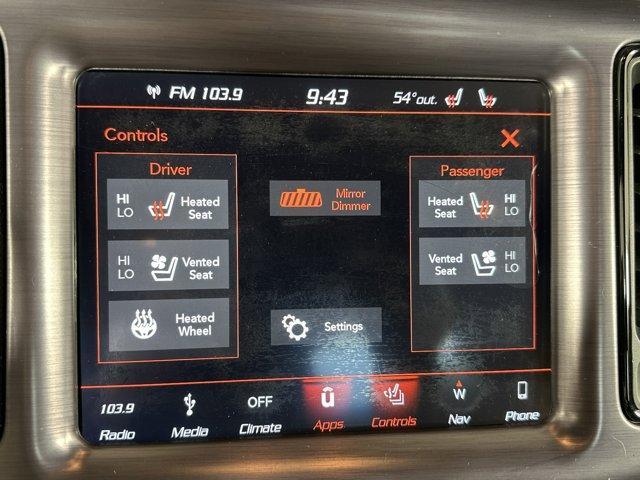 FM 103.9 9:43 54° out.
Controls
Driver
HI
LO
Heated
Seat
HI
LO
Vented
Seat
Heated
Wheel
Mirror
Dimmer
Settings
Passenger
Heated
Seat
HI
LO
Vented
Seat
HI
LO
103.9 OFF û W
Radio Media Climate Apps Controls Nav Phone